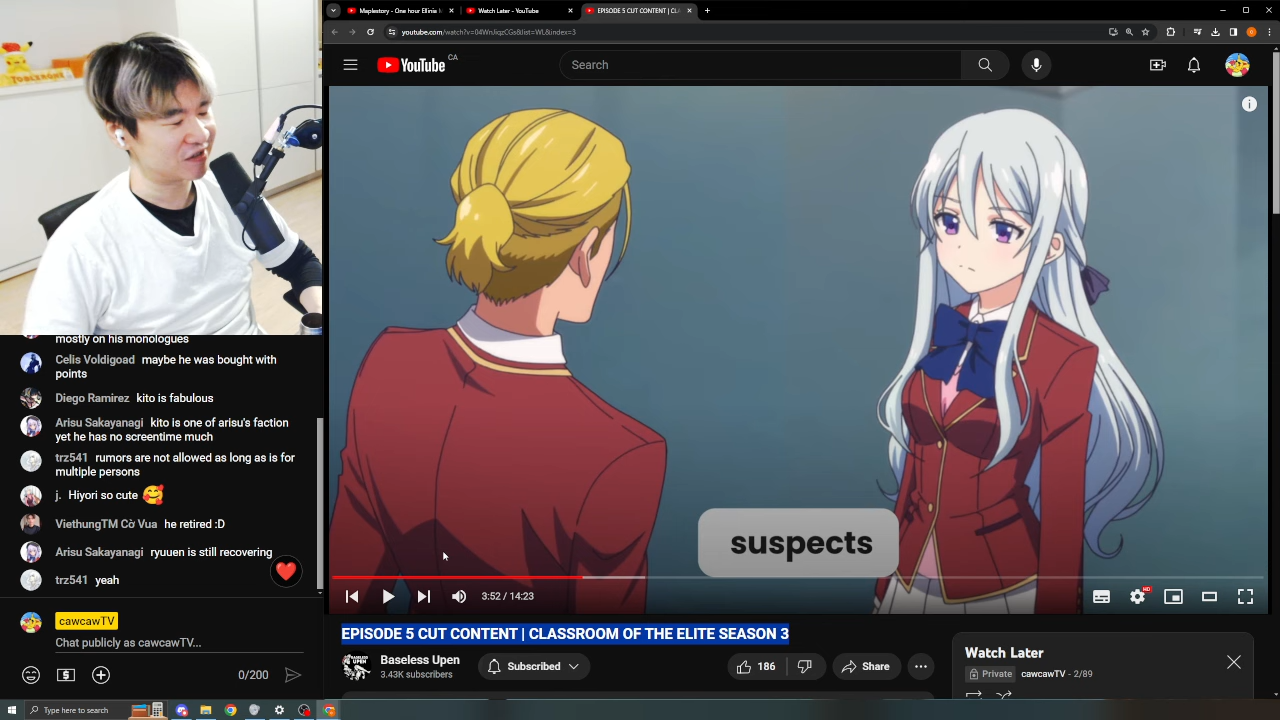 Maplestory - One hour Ellinia
Watch Later - YouTube
EPISODE 5 CUT CONTENT | CL
youtube.com/watch?v=04WnJiqzCGs&list=WL&index=3
YouTube CA
Search
mostly on his monologues
Celis Voldigoad maybe he was bought with
points
Diego Ramirez kito is fabulous
Arisu Sakayanagi kito is one of arisu's faction
yet he has no screentime much
trz541 rumors are not allowed as long as is for
multiple persons
j. Hiyori so cute 🥰
ViethungTM Cờ Vua he retired :D
Arisu Sakayanagi ryuuen is still recovering
trz541 yeah
cawcawTV
Chat publicly as cawcawTV...
0/200
suspects
3:52 / 14:23
HD
EPISODE 5 CUT CONTENT | CLASSROOM OF THE ELITE SEASON 3
Baseless Upen
3.43K subscribers
Subscribed
186
Share
Watch Later
Private cawcawTV - 2/89
Type here to search